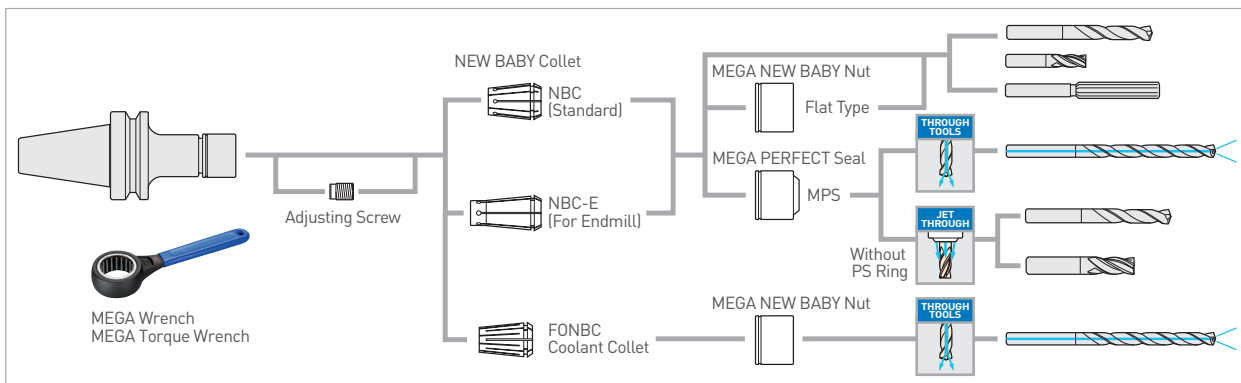 NEW BABY Collet
NBC
(Standard)
MEGA NEW BABY Nut
Flat Type
THROUGH
TOOLS
MEGA PERFECT Seal
MPS
Adjusting Screw
NBC-E
(For Endmill)
JET
THROUGH
Without
PS Ring
MEGA Wrench
MEGA Torque Wrench
FONBC
Coolant Collet
MEGA NEW BABY Nut
THROUGH
TOOLS